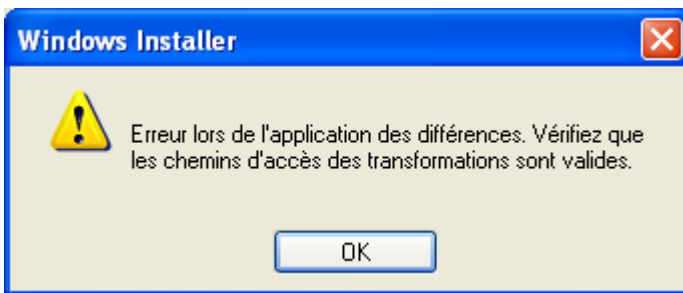 Windows Installer
Erreur lors de l'application des différences. Vérifiez que
les chemins d'accès des transformations sont valides.
OK